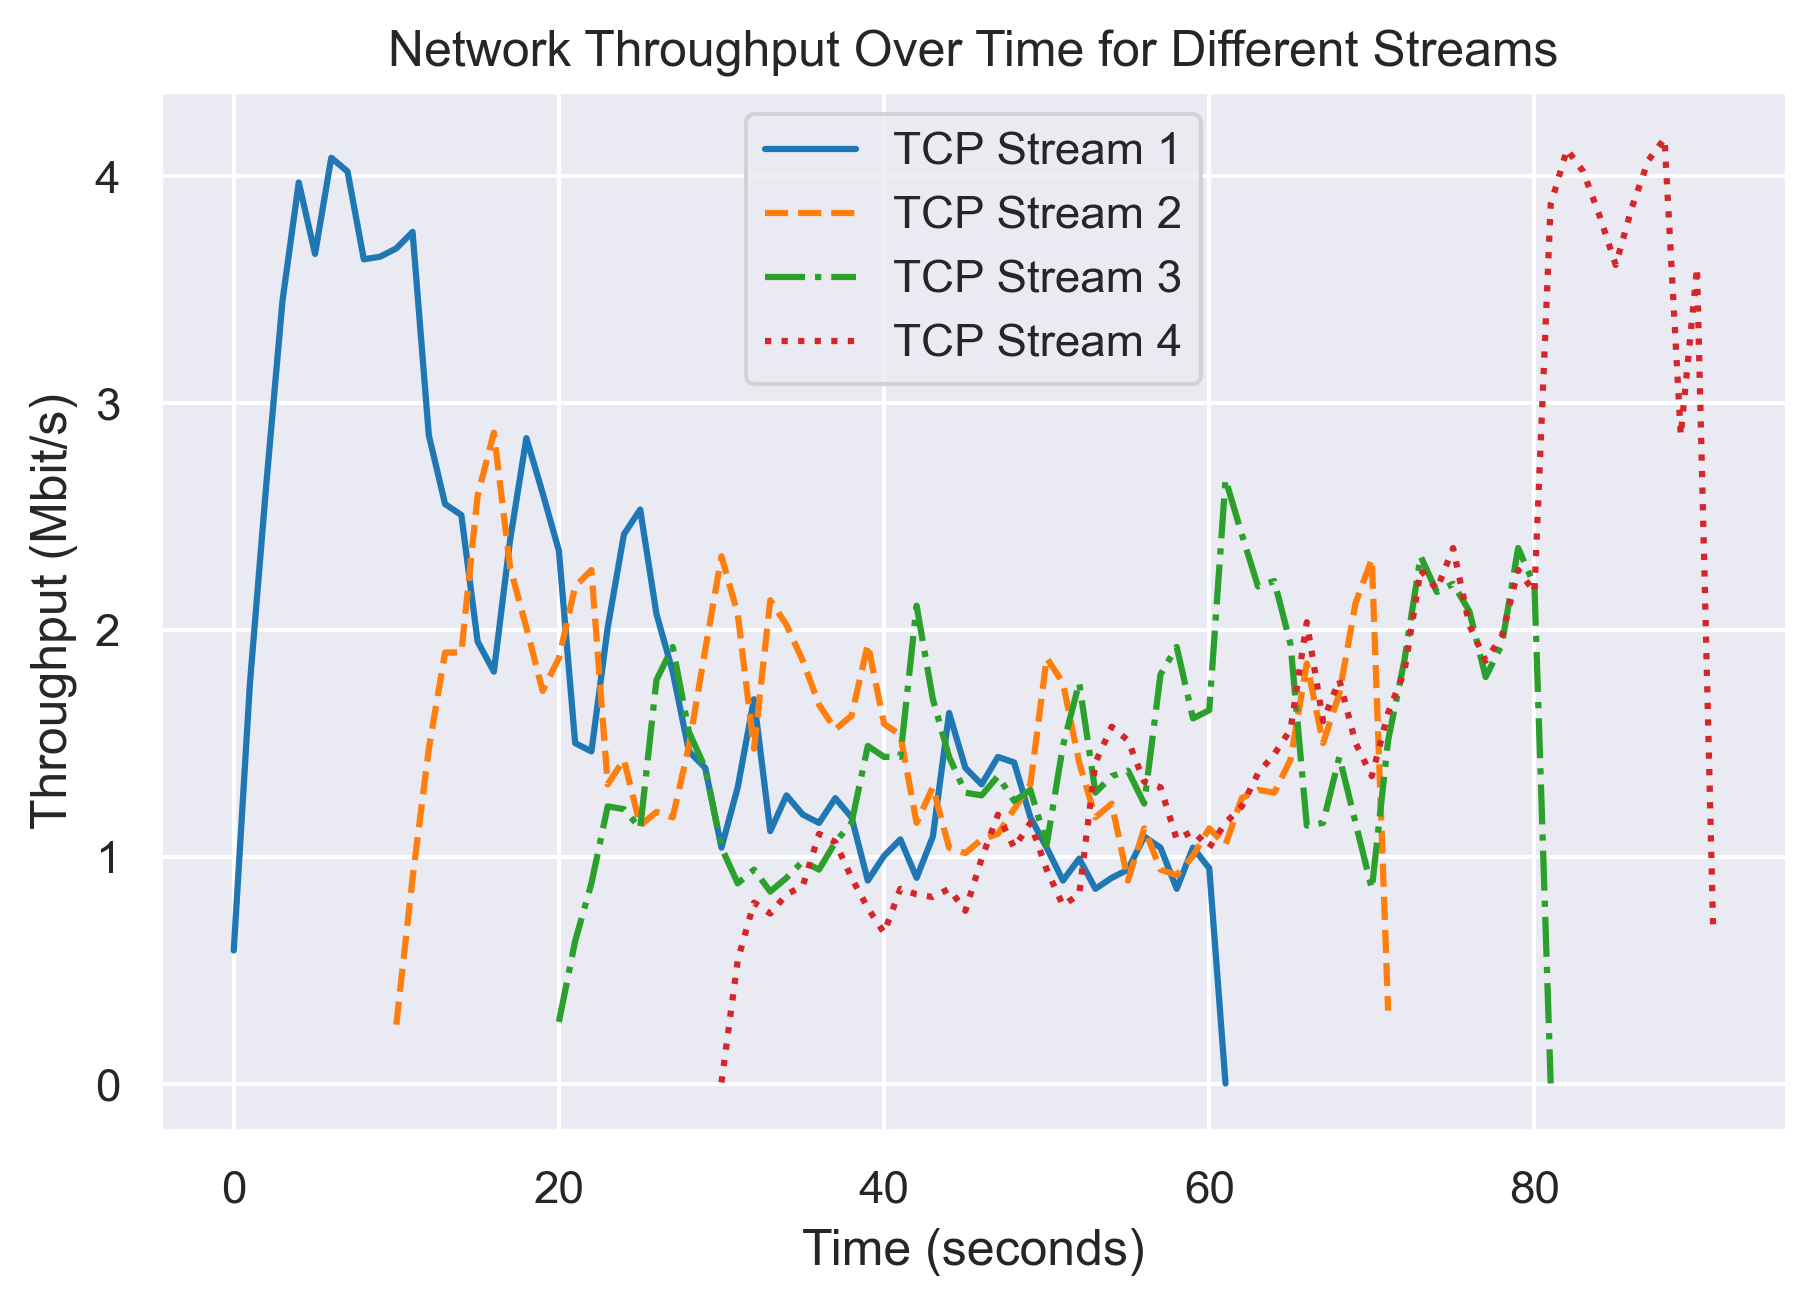 Network Throughput Over Time for Different Streams
TCP Stream 1
TCP Stream 2
TCP Stream 3
TCP Stream 4
Throughput (Mbit/s)
4
3
2
1
0
0 20 40 60 80
Time (seconds)